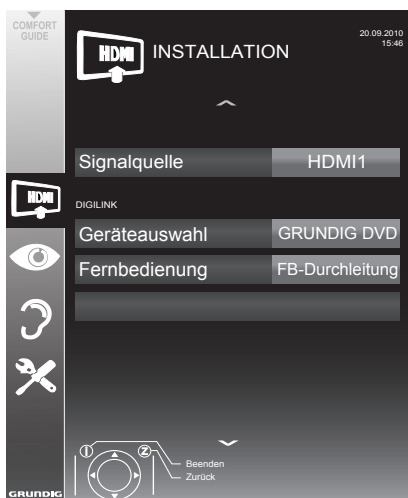 COMFORT
GUIDE
HDMI
INSTALLATION
20.09.2010
15:46
Signalquelle HDMI1
HDMI
DIGILINK
Geräteauswahl GRUNDIG DVD
Fernbedienung FB-Durchleitung
i Z
Beenden
Zurück
GRUNDIG